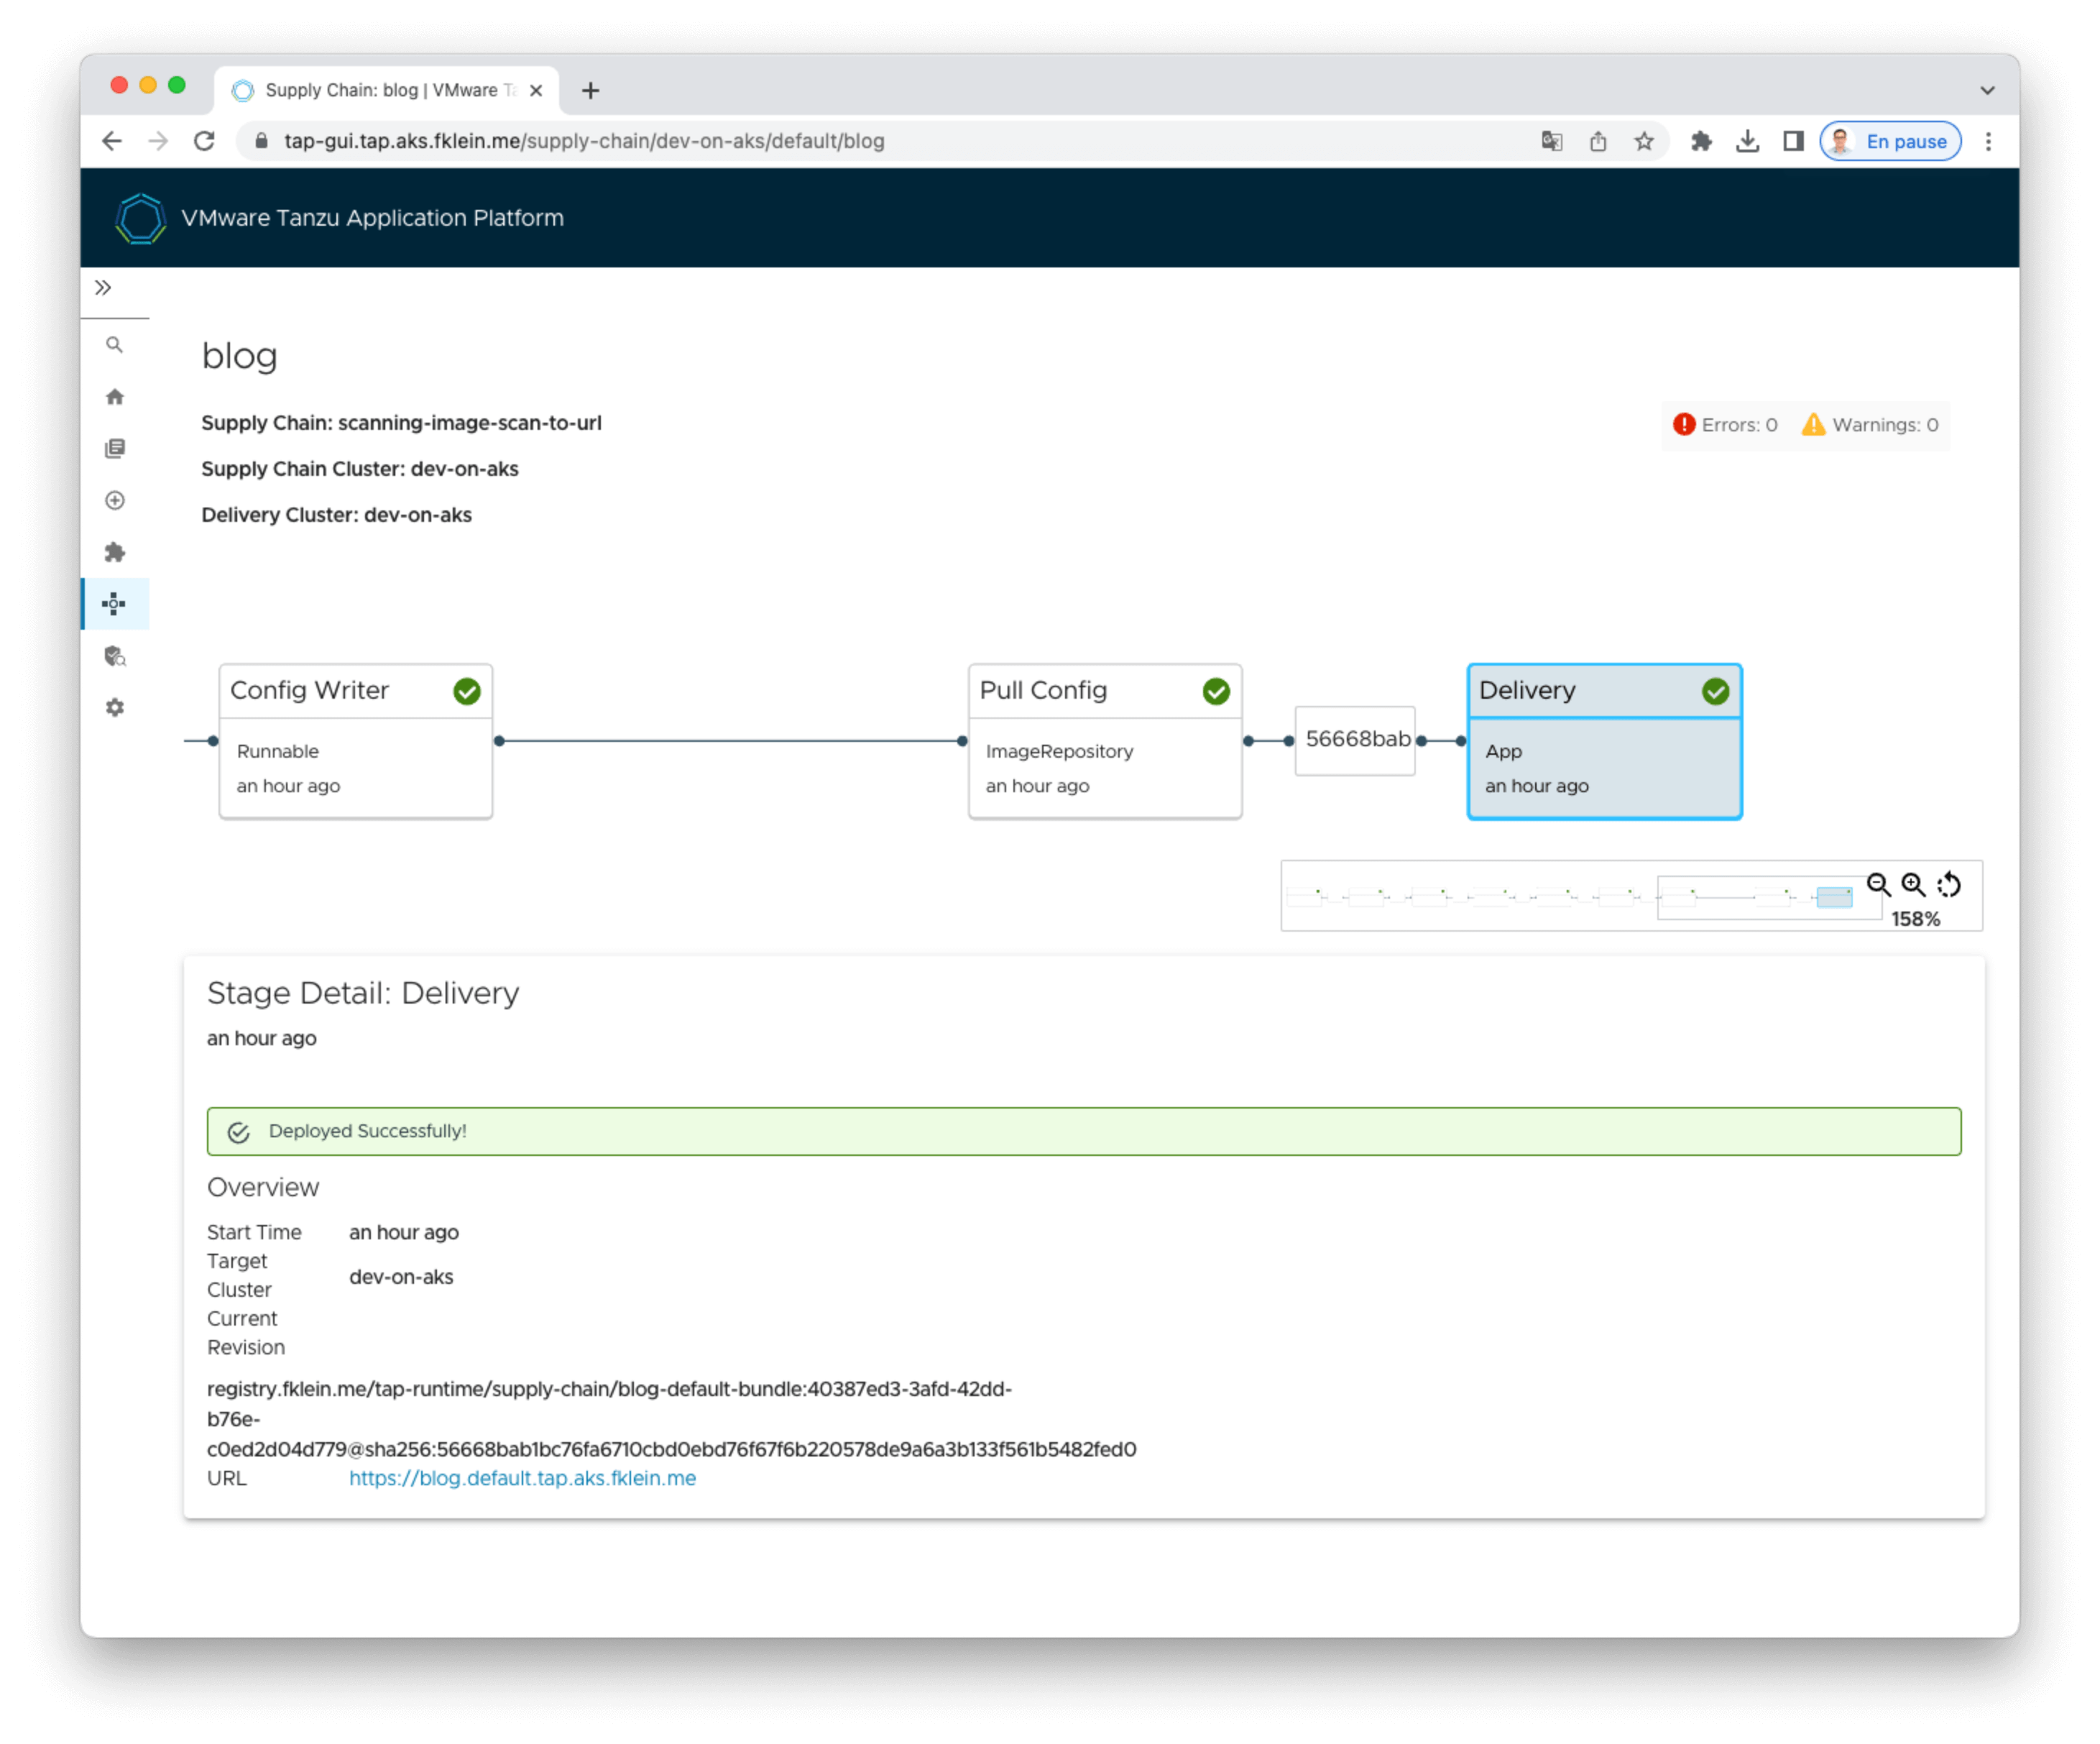 Supply Chain: blog | VMware Ta
tap-gui.tap.aks.fklein.me/supply-chain/dev-on-aks/default/blog
En pause
VMware Tanzu Application Platform
blog
Supply Chain: scanning-image-scan-to-url
Errors: 0 Warnings: 0
Supply Chain Cluster: dev-on-aks
Delivery Cluster: dev-on-aks
Config Writer
Runnable
an hour ago
Pull Config
ImageRepository
an hour ago
56668bab
Delivery
App
an hour ago
158%
Stage Detail: Delivery
an hour ago
Deployed Successfully!
Overview
Start Time an hour ago
Target
Cluster
dev-on-aks
Current
Revision
registry.fklein.me/tap-runtime/supply-chain/blog-default-bundle:40387ed3-3afd-42dd-
b76e-
c0ed2d04d779@sha256:56668bab1bc76fa6710cbd0ebd76f67f6b220578de9a6a3b133f561b5482fed0
URL https://blog.default.tap.aks.fklein.me